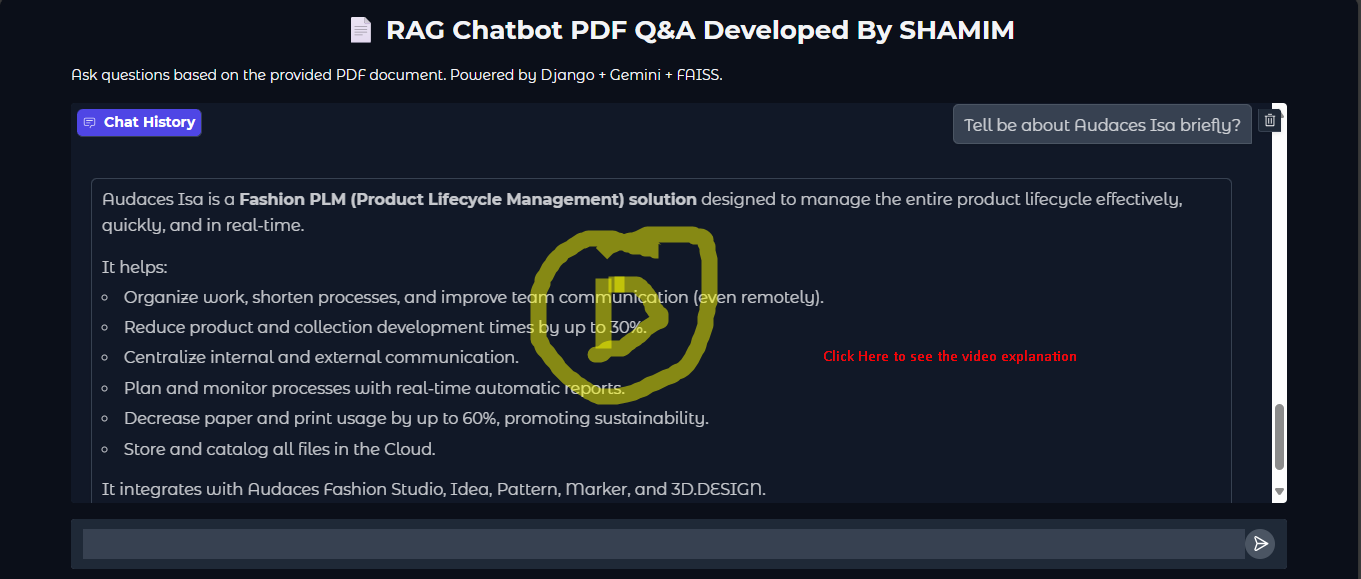 RAG Chatbot PDF Q&A Developed By SHAMIM
Ask questions based on the provided PDF document. Powered by Django + Gemini + FAISS.
Chat History
Tell be about Audaces Isa briefly?
Audaces Isa is a Fashion PLM (Product Lifecycle Management) solution designed to manage the entire product lifecycle effectively,
quickly, and in real-time.
It helps:
Organize work, shorten processes, and improve team communication (even remotely).
Reduce product and collection development times by up to 30%.
Centralize internal and external communication.
Click Here to see the video explanation
Plan and monitor processes with real-time automatic reports.
Decrease paper and print usage by up to 60%, promoting sustainability.
Store and catalog all files in the Cloud.
It integrates with Audaces Fashion Studio, Idea, Pattern, Marker, and 3D.DESIGN.